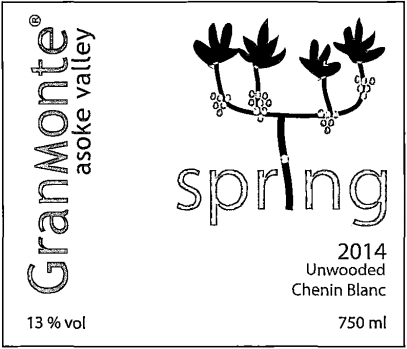 GranMonte®
asoke valley
spring
2014
Unwooded
Chenin Blanc
13 % vol
750 ml